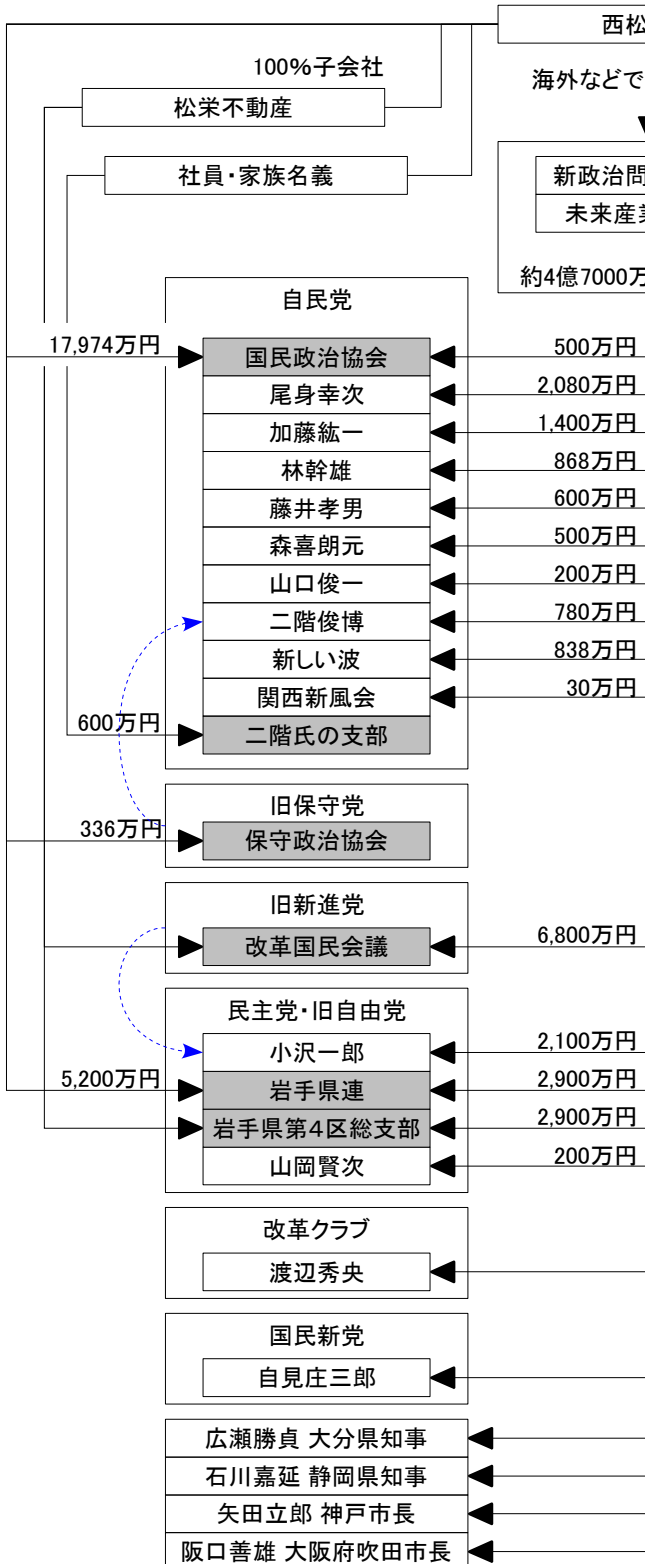 西松
100%子会社
海外などで
松栄不動産
社員・家族名義
新政治問
未来産業
約4億7000万
自民党
17,974万円
国民政治協会
500万円
尾身幸次
2,080万円
加藤紘一
1,400万円
林幹雄
868万円
藤井孝男
600万円
森喜朗元
500万円
山口俊一
200万円
二階俊博
780万円
新しい波
838万円
関西新風会
30万円
600万円
二階氏の支部
旧保守党
336万円
保守政治協会
旧新進党
改革国民会議
6,800万円
民主党・旧自由党
小沢一郎
2,100万円
5,200万円
岩手県連
2,900万円
岩手県第4区総支部
2,900万円
山岡賢次
200万円
改革クラブ
渡辺秀央
国民新党
自見庄三郎
広瀬勝貞 大分県知事
石川嘉延 静岡県知事
矢田立郎 神戸市長
阪口善雄 大阪府吹田市長